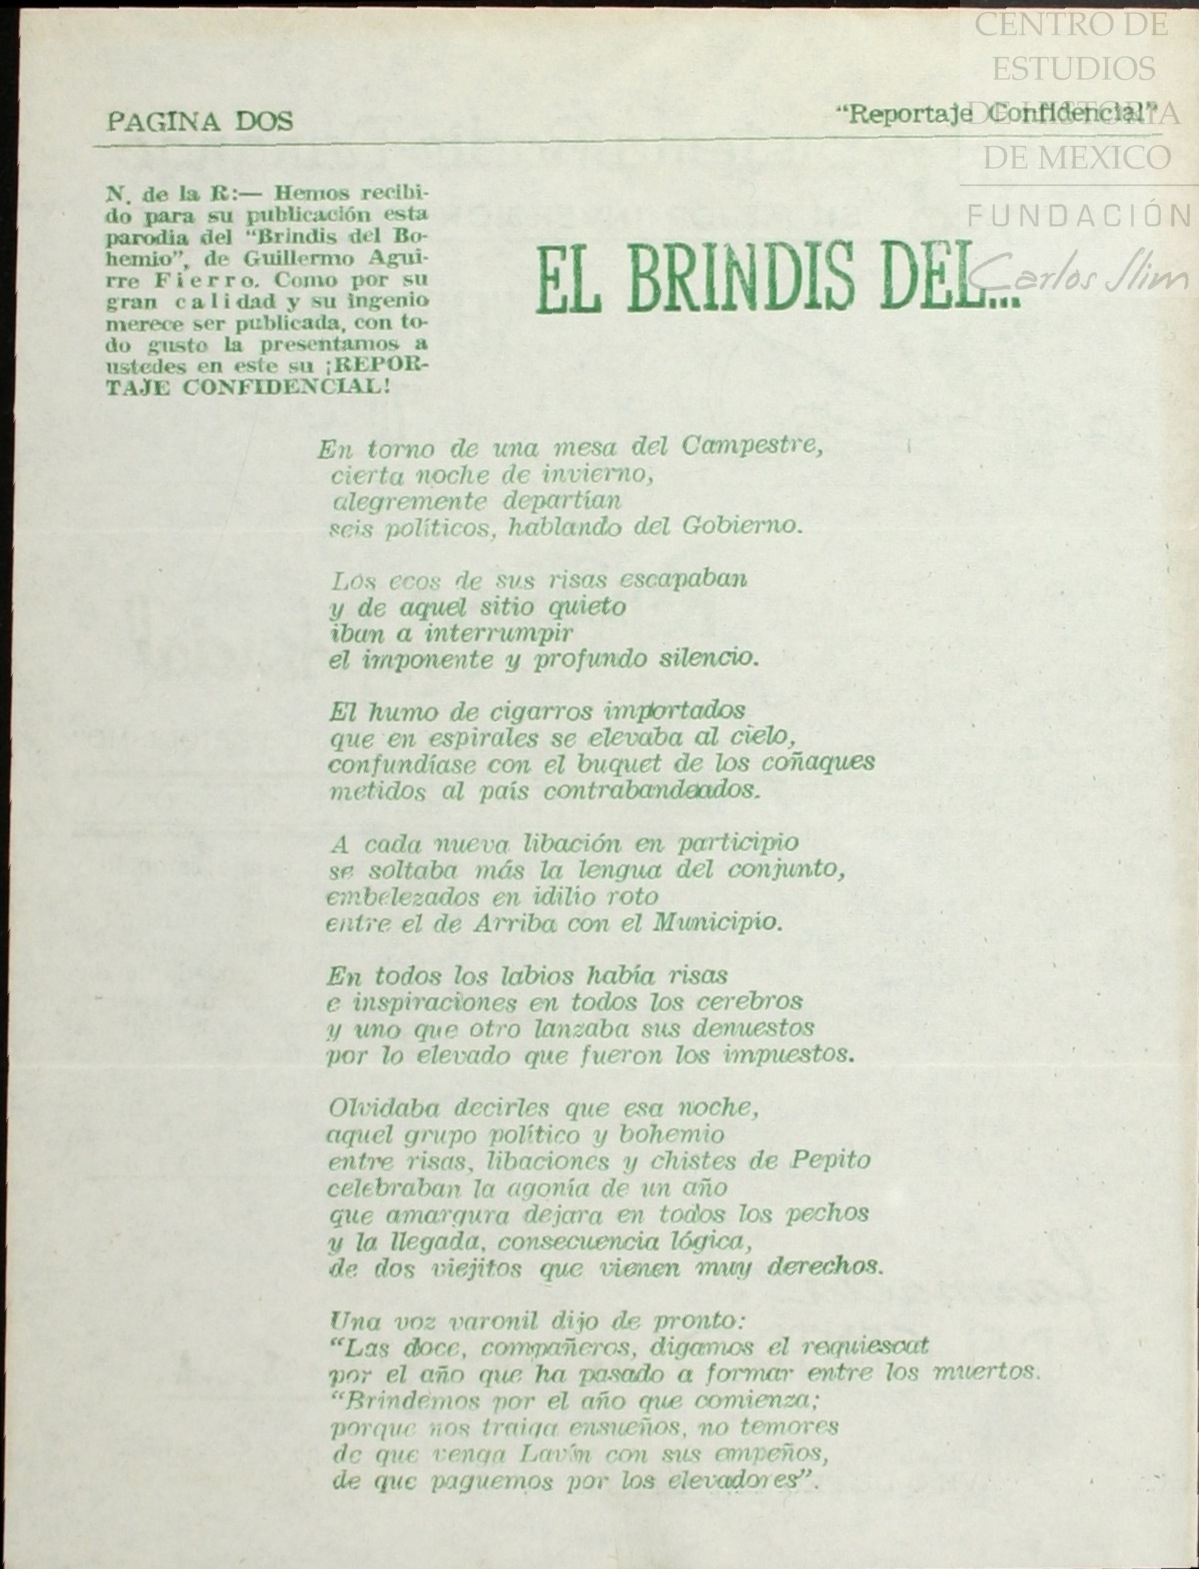 CENTRO DE
ESTUDIOS
DE HISTORIA
DE MEXICO
FUNDACIÓN
Carlos Slim
PAGINA DOS
"Reportaje Confidencial"
N. de la R:— Hemos recibi-
do para su publicación esta
parodia del "Brindis del Bo-
hemio", de Guillermo Agui-
rre Fierro. Como por su
gran calidad y su ingenio
merece ser publicada, con to-
do gusto la presentamos a
ustedes en este su ¡REPOR-
TAJE CONFIDENCIAL!
EL BRINDIS DEL...
En torno de una mesa del Campestre,
cierta noche de invierno,
alegremente departían
seis políticos, hablando del Gobierno.
Los ecos de sus risas escapaban
y de aquel sitio quieto
iban a interrumpir
el imponente y profundo silencio.
El humo de cigarros importados
que en espirales se elevaba al cielo,
confundíase con el buquet de los coñaques
metidos al país contrabandeados.
A cada nueva libación en participio
se soltaba más la lengua del conjunto,
embelezados en idilio roto
entre el de Arriba con el Municipio.
En todos los labios había risas
e inspiraciones en todos los cerebros
y uno que otro lanzaba sus denuestos
por lo elevado que fueron los impuestos.
Olvidaba decirles que esa noche,
aquel grupo político y bohemio
entre risas, libaciones y chistes de Pepito
celebraban la agonía de un año
que amargura dejara en todos los pechos
y la llegada, consecuencia lógica,
de dos viejitos que vienen muy derechos.
Una voz varonil dijo de pronto:
"Las doce, compañeros, digamos el requiescat
por el año que ha pasado a formar entre los muertos.
"Brindemos por el año que comienza;
porque nos traiga ensueños, no temores
de que venga Lavín con sus empeños,
de que paguemos por los elevadores".